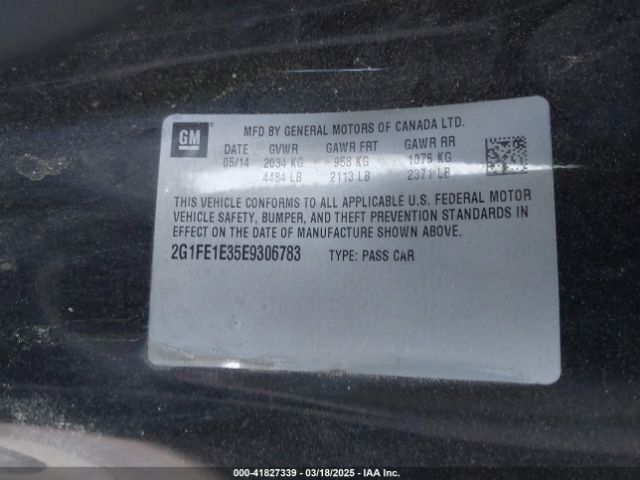 MFD BY GENERAL MOTORS OF CANADA LTD.
GM
DATE GVWR GAWR FRT GAWR RR
05/14 2034 KG 958 KG 1076 KG
4484 LB 2113 LB 2371 LB
THIS VEHICLE CONFORMS TO ALL APPLICABLE U.S. FEDERAL MOTOR
VEHICLE SAFETY, BUMPER, AND THEFT PREVENTION STANDARDS IN
EFFECT ON THE DATE OF MANUFACTURE SHOWN ABOVE.
2G1FE1E35E9306783 TYPE: PASS CAR
000-41827339 | 03/18/2025 - IAA Inc.